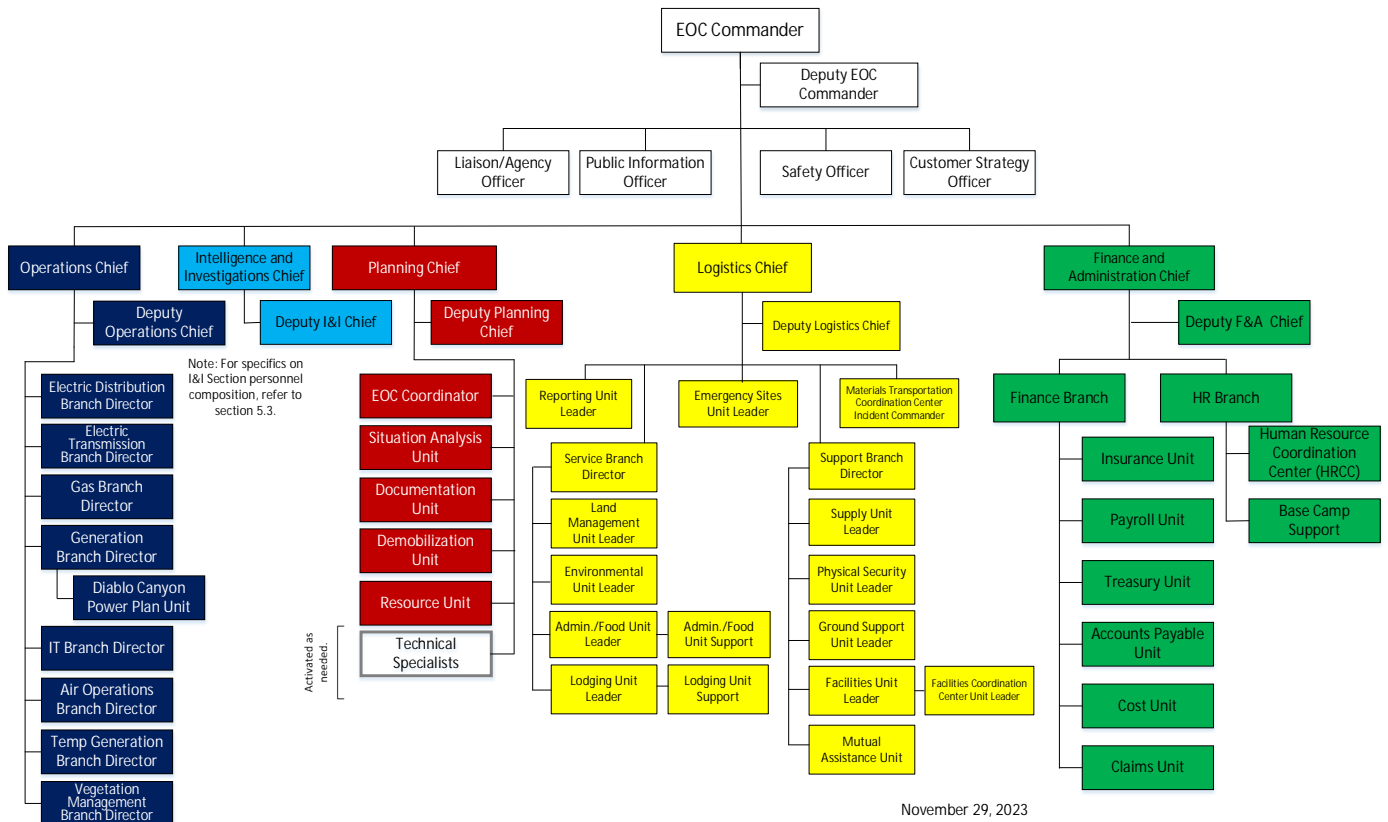 EOC Commander
Deputy EOC
Commander
Liaison/Agency
Officer
Public Information
Officer
Safety Officer
Customer Strategy
Officer
Operations Chief
Intelligence and
Investigations Chief
Planning Chief
Logistics Chief
Finance and
Administration Chief
Deputy
Operations Chief
Deputy I&I Chief
Deputy Planning
Chief
Deputy Logistics Chief
Deputy F&A Chief
Note: For specifics on
I&I Section personnel
composition, refer to
section 5.3.
Electric Distribution
Branch Director
Electric
Transmission
Branch Director
Gas Branch
Director
Generation
Branch Director
Diablo Canyon
Power Plan Unit
IT Branch Director
Air Operations
Branch Director
Temp Generation
Branch Director
Vegetation
Management
Branch Director
EOC Coordinator
Situation Analysis
Unit
Documentation
Unit
Demobilization
Unit
Resource Unit
Activated as
needed.
Technical
Specialists
Reporting Unit
Leader
Emergency Sites
Unit Leader
Materials Transportation
Coordination Center
Incident Commander
Service Branch
Director
Land
Management
Unit Leader
Environmental
Unit Leader
Admin./Food Unit
Leader
Admin./Food
Unit Support
Lodging Unit
Leader
Lodging Unit
Support
Support Branch
Director
Supply Unit
Leader
Physical Security
Unit Leader
Ground Support
Unit Leader
Facilities Unit
Leader
Facilities Coordination
Center Unit Leader
Mutual
Assistance Unit
Finance Branch
HR Branch
Insurance Unit
Payroll Unit
Treasury Unit
Accounts Payable
Unit
Cost Unit
Claims Unit
Human Resource
Coordination
Center (HRCC)
Base Camp
Support
November 29, 2023